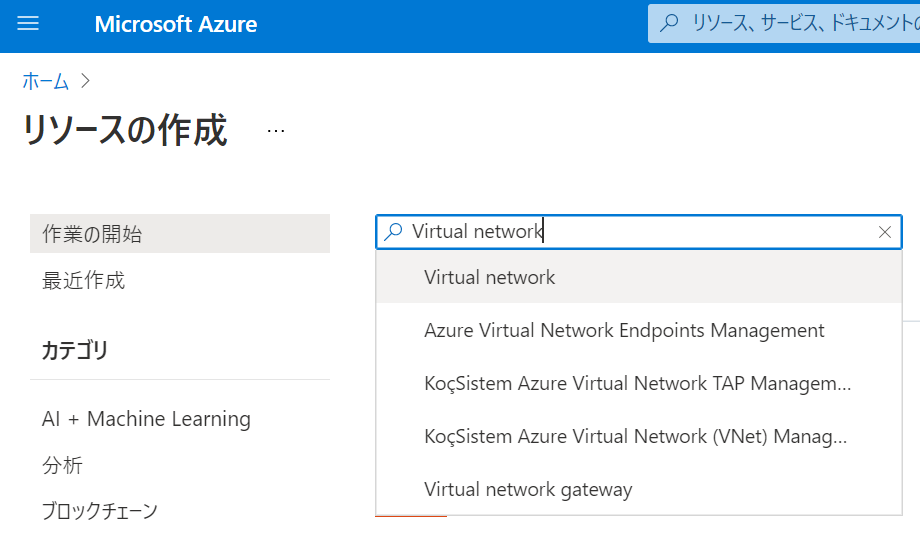 Microsoft Azure
リソース、サービス、ドキュメントの
ホーム >
リソースの作成 ...
作業の開始
最近作成
カテゴリ
AI + Machine Learning
分析
ブロックチェーン
Virtual network
Virtual network
Azure Virtual Network Endpoints Management
KoçSistem Azure Virtual Network TAP Managem...
KoçSistem Azure Virtual Network (VNet) Manag...
Virtual network gateway